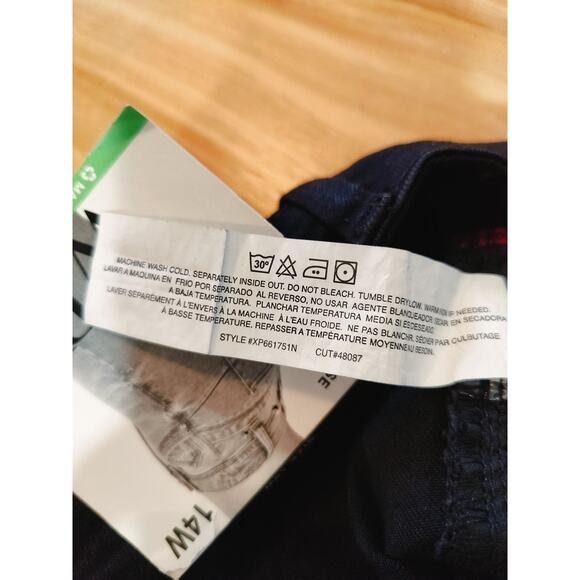 MA
30°
MACHINE WASH COLD. SEPARATELY INSIDE OUT. DO NOT BLEACH. TUMBLE DRY LOW. WARM IRON IF NEEDED.
LAVAR A MAQUINA EN FRIO POR SEPARADO AL REVERSO, NO USAR AGENTE BLANQUEADOR SECAR EN SECADORA
A BAJA TEMPERATURA. PLANCHAR TEMPERATURA MEDIA SI ES DESEADO.
LAVER SÉPARÉMENT À L'ENVERS À LA MACHINE À L'EAU FROIDE. NE PAS BLANCHIR. SÉCHER PAR CULBUTAGE
À BASSE TEMPÉRATURE. REPASSER A TEMPÉRATURE MOYENNE AU BESOIN.
STYLE #XP661751N CUT#48087
14W